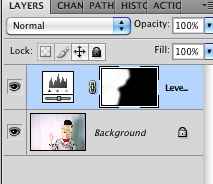 LAYERS CHAN PATH HISTO ACTIO
Normal Opacity: 100%
Lock: Fill: 100%
Leve...
Background